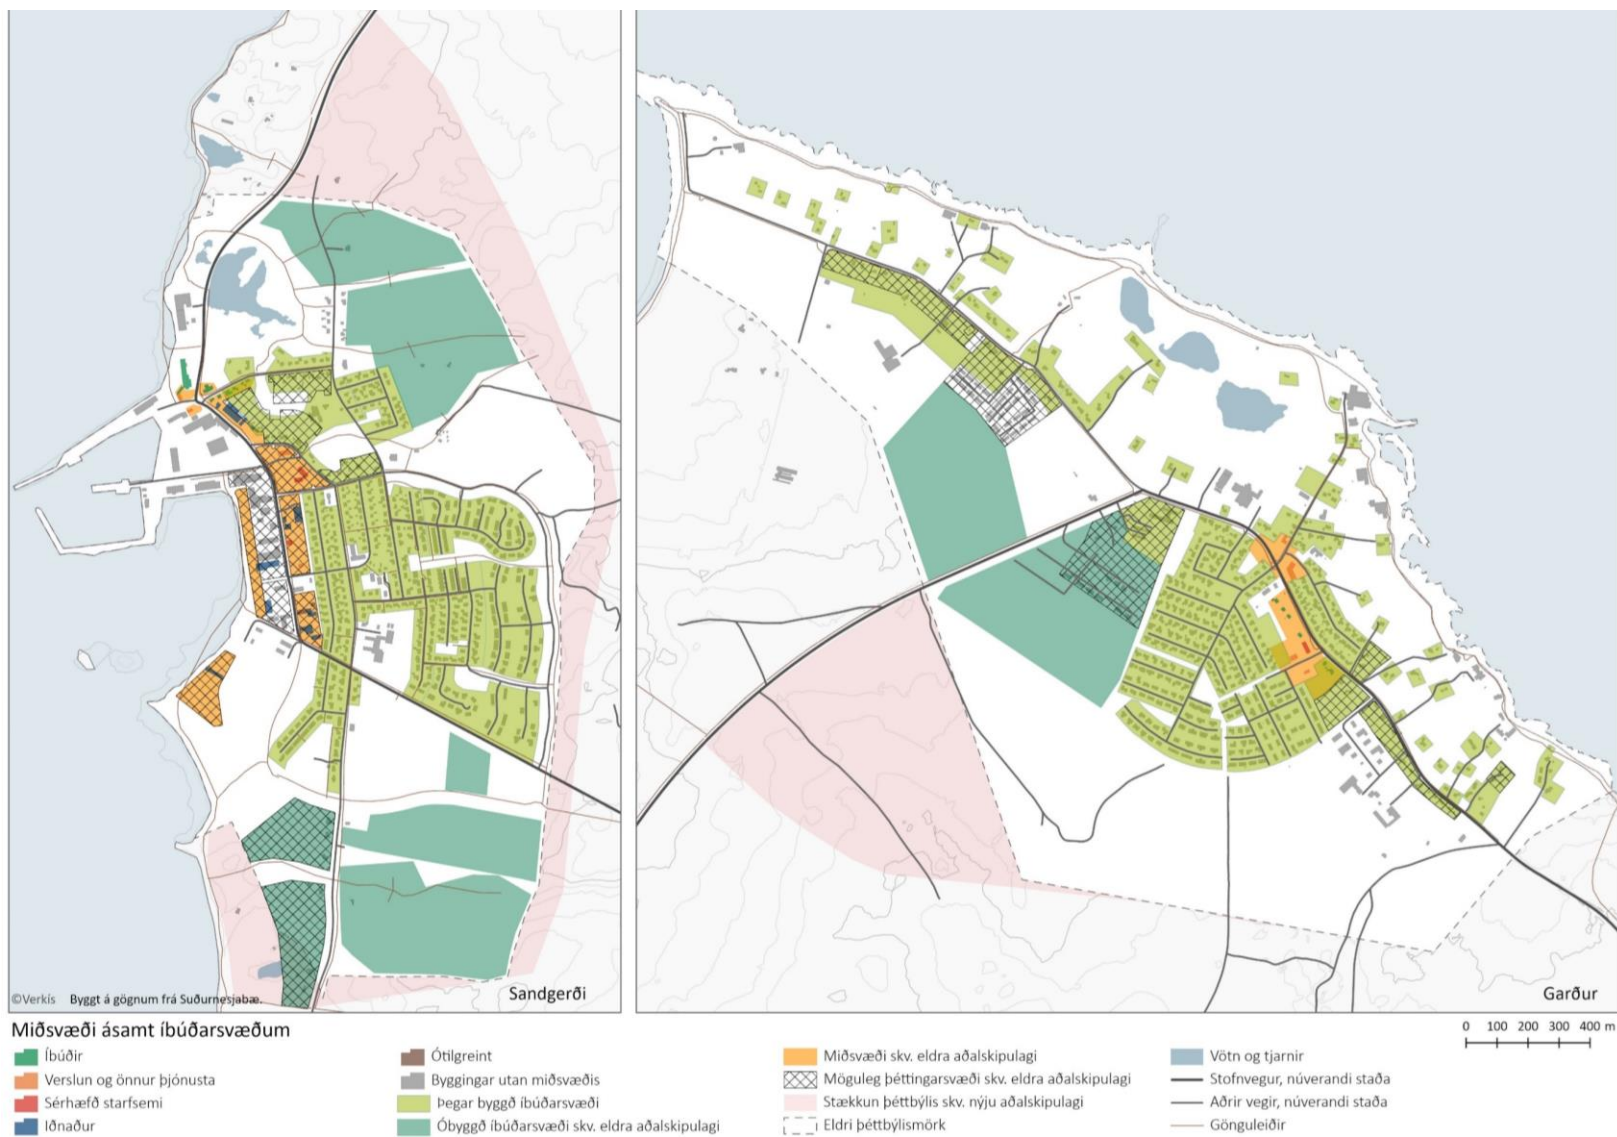 ©Verkís Byggt á gögnum frá Suðurnesjabæ.
Sandgerði
Garður
Miðsvæði ásamt íbúðarsvæðum
0 100 200 300 400 m
Íbúðir
Verslun og önnur þjónusta
Sérhæfð starfsemi
Iðnaður
Ótilgreint
Byggingar utan miðsvæðis
Þegar byggð íbúðarsvæði
Óbyggð íbúðarsvæði skv. eldra aðalskipulagi
Miðsvæði skv. eldra aðalskipulagi
Möguleg þéttingarsvæði skv. eldra aðalskipulagi
Stækkun þéttbýlis skv. nýju aðalskipulagi
Eldri þéttbýlismörk
Vötn og tjarnir
Stofnvegur, núverandi staða
Aðrir vegir, núverandi staða
Gönguleiðir